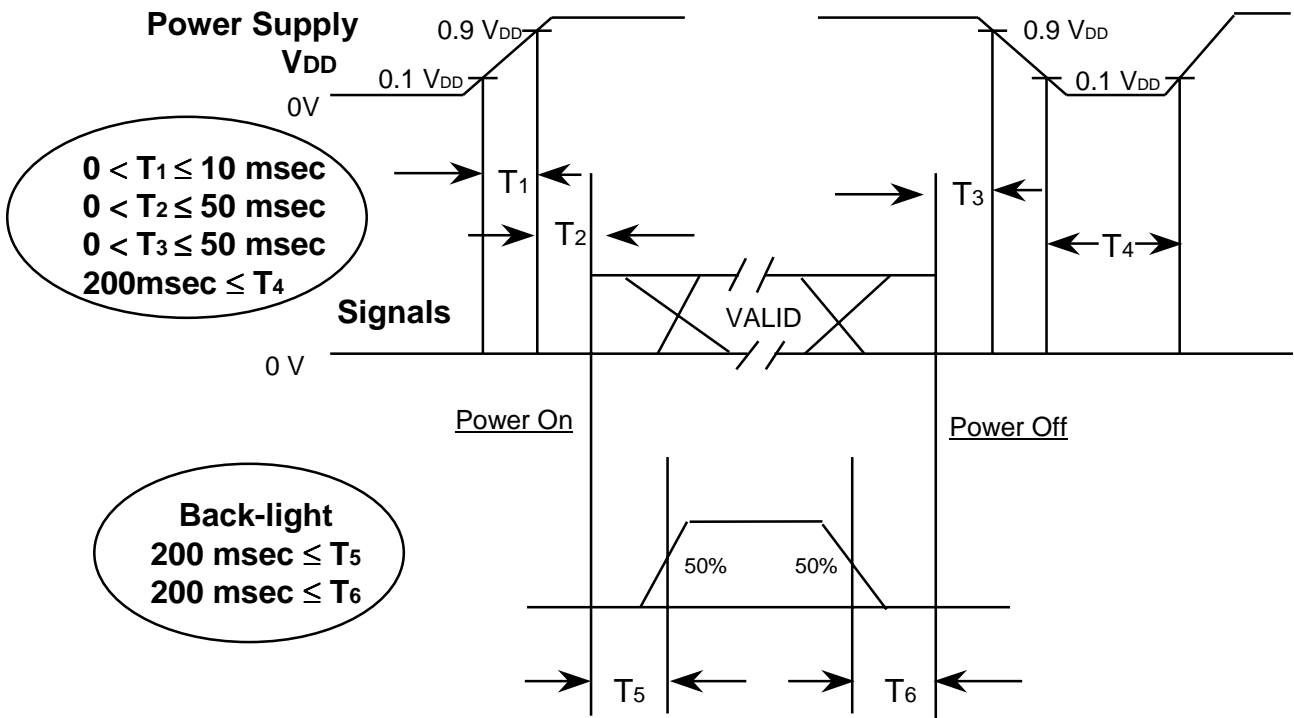 Power Supply
VDD
0.9 VDD
0.1 VDD
0V
0.9 VDD
0.1 VDD
0 < T1 ≤ 10 msec
0 < T2 ≤ 50 msec
0 < T3 ≤ 50 msec
200msec ≤ T4
T1
T2
T3
T4
Signals
VALID
0 V
Power On
Power Off
Back-light
200 msec ≤ T5
200 msec ≤ T6
50%
50%
T5
T6